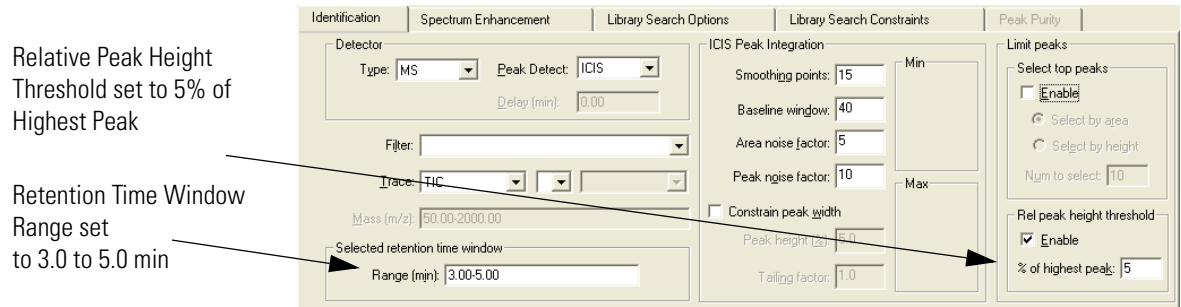 Relative Peak Height
Threshold set to 5% of
Highest Peak
Retention Time Window
Range set
to 3.0 to 5.0 min
Identification
Spectrum Enhancement
Library Search Options
Library Search Constraints
Peak Purity
Detector
Type: MS
Peak Detect: ICIS
Delay (min): 0.00
Filter:
Trace: TIC
Mass (m/z): 50.00-2000.00
Selected retention time window
Range (min): 3.00-5.00
ICIS Peak Integration
Smoothing points: 15
Baseline window: 40
Area noise factor: 5
Peak noise factor: 10
Constrain peak width
Peak height (%): 5.0
Tailing factor: 1.0
Min
Max
Limit peaks
Select top peaks
Enable
Select by area
Select by height
Num to select: 10
Rel peak height threshold
Enable
% of highest peak: 5